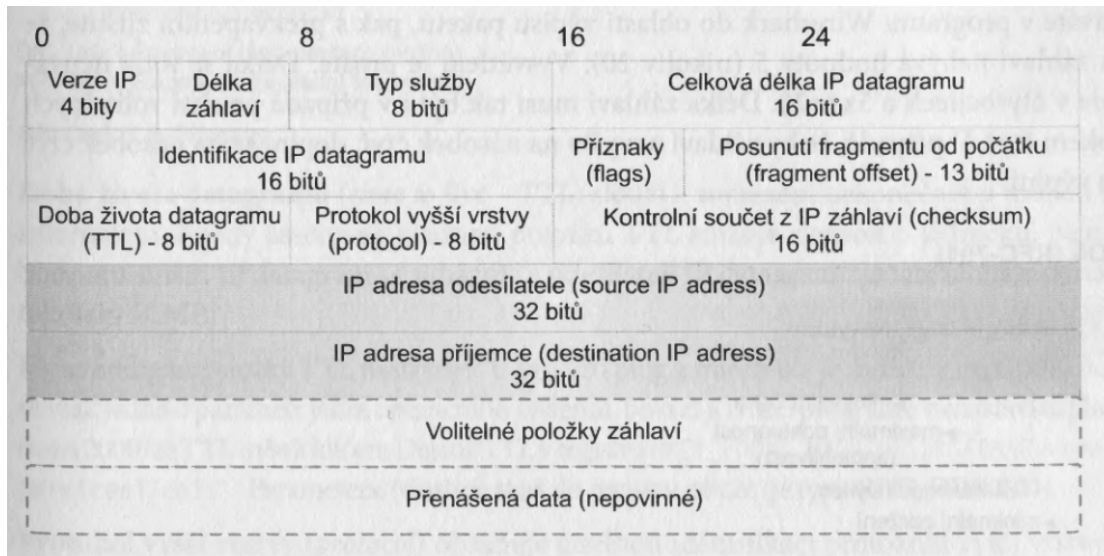 0 8 16 24
Verze IP Délka Typ služby Celková délka IP datagramu
4 bity záhlaví 8 bitů 16 bitů
Identifikace IP datagramu Příznaky Posunutí fragmentu od počátku
16 bitů (flags) (fragment offset) - 13 bitů
Doba života datagramu Protokol vyšší vrstvy Kontrolní součet z IP záhlaví (checksum)
(TTL) - 8 bitů (protocol) - 8 bitů 16 bitů
IP adresa odesílatele (source IP adress)
32 bitů
IP adresa příjemce (destination IP adress)
32 bitů
Volitelné položky záhlaví
Přenášená data (nepovinné)